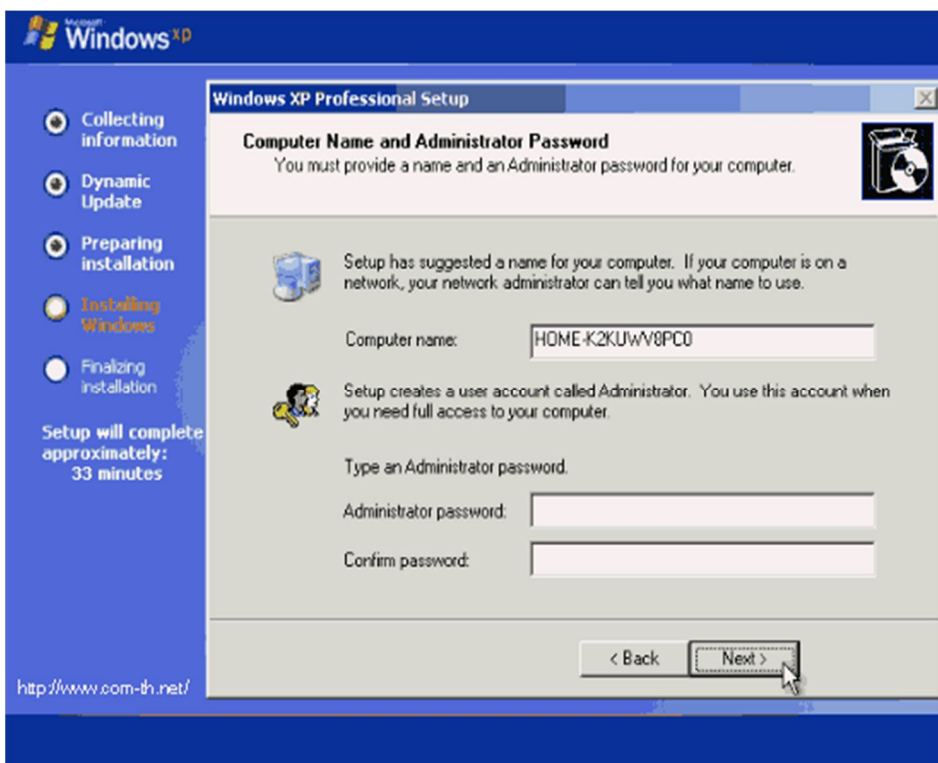 Microsoft
Windows xp
Collecting
information
Dynamic
Update
Preparing
installation
Installing
Windows
Finalizing
installation
Setup will complete
approximately:
33 minutes
http://www.com-th.net/
Windows XP Professional Setup
Computer Name and Administrator Password
You must provide a name and an Administrator password for your computer.
Setup has suggested a name for your computer. If your computer is on a
network, your network administrator can tell you what name to use.
Computer name:
HOME-K2KUWV8PC0
Setup creates a user account called Administrator. You use this account when
you need full access to your computer.
Type an Administrator password.
Administrator password:
Confirm password:
< Back
Next >